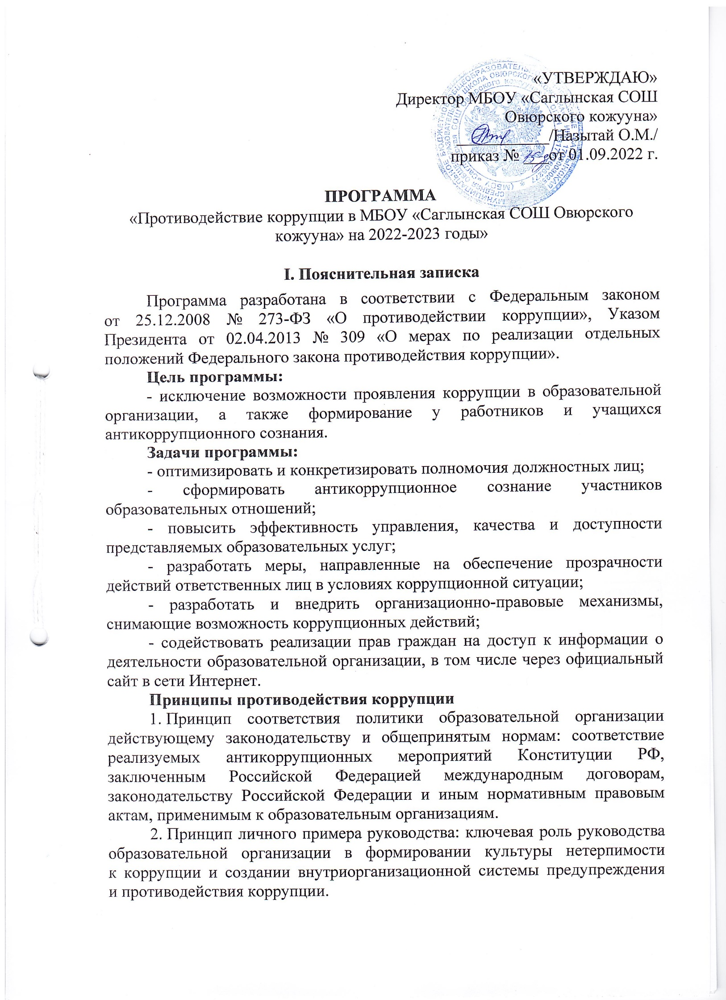 «УТВЕРЖДАЮ»
Директор МБОУ «Саглынская СОШ
Овюрского кожууна»
/Назытай О.М./
приказ № 15-д от 01.09.2022 г.
ПРОГРАММА
«Противодействие коррупции в МБОУ «Саглынская СОШ Овюрского
кожууна» на 2022-2023 годы»
I. Пояснительная записка
Программа разработана в соответствии с Федеральным законом
от 25.12.2008 № 273-ФЗ «О противодействии коррупции», Указом
Президента от 02.04.2013 № 309 «О мерах по реализации отдельных
положений Федерального закона противодействия коррупции».
Цель программы:
- исключение возможности проявления коррупции в образовательной
организации, а также формирование у работников и учащихся
антикоррупционного сознания.
Задачи программы:
- оптимизировать и конкретизировать полномочия должностных лиц;
- сформировать антикоррупционное сознание участников
образовательных отношений;
- повысить эффективность управления, качества и доступности
представляемых образовательных услуг;
- разработать меры, направленные на обеспечение прозрачности
действий ответственных лиц в условиях коррупционной ситуации;
- разработать и внедрить организационно-правовые механизмы,
снимающие возможность коррупционных действий;
- содействовать реализации прав граждан на доступ к информации о
деятельности образовательной организации, в том числе через официальный
сайт в сети Интернет.
Принципы противодействия коррупции
1. Принцип соответствия политики образовательной организации
действующему законодательству и общепринятым нормам: соответствие
реализуемых антикоррупционных мероприятий Конституции РФ,
заключенным Российской Федерацией международным договорам,
законодательству Российской Федерации и иным нормативным правовым
актам, применимым к образовательным организациям.
2. Принцип личного примера руководства: ключевая роль руководства
образовательной организации в формировании культуры нетерпимости
к коррупции и создании внутриорганизационной системы предупреждения
и противодействия коррупции.